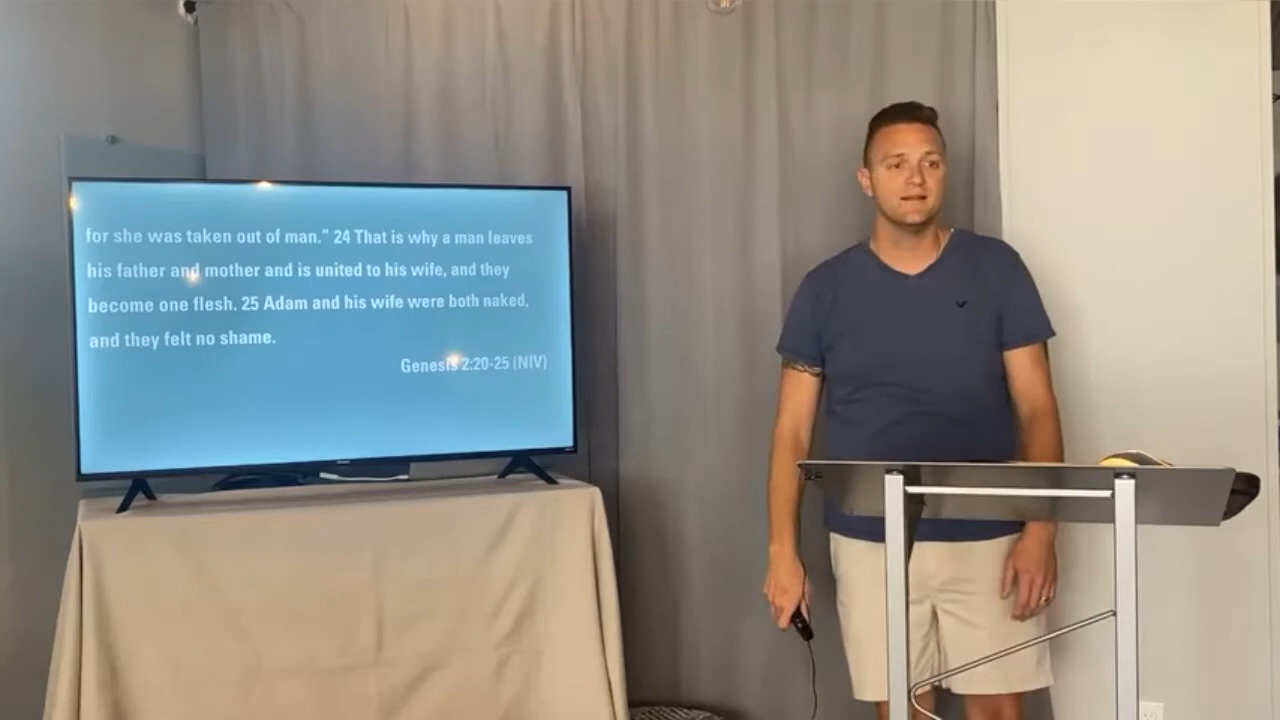 for she was taken out of man.” 24 That is why a man leaves
his father and mother and is united to his wife, and they
become one flesh. 25 Adam and his wife were both naked,
and they felt no shame.
Genesis 2:20-25 (NIV)